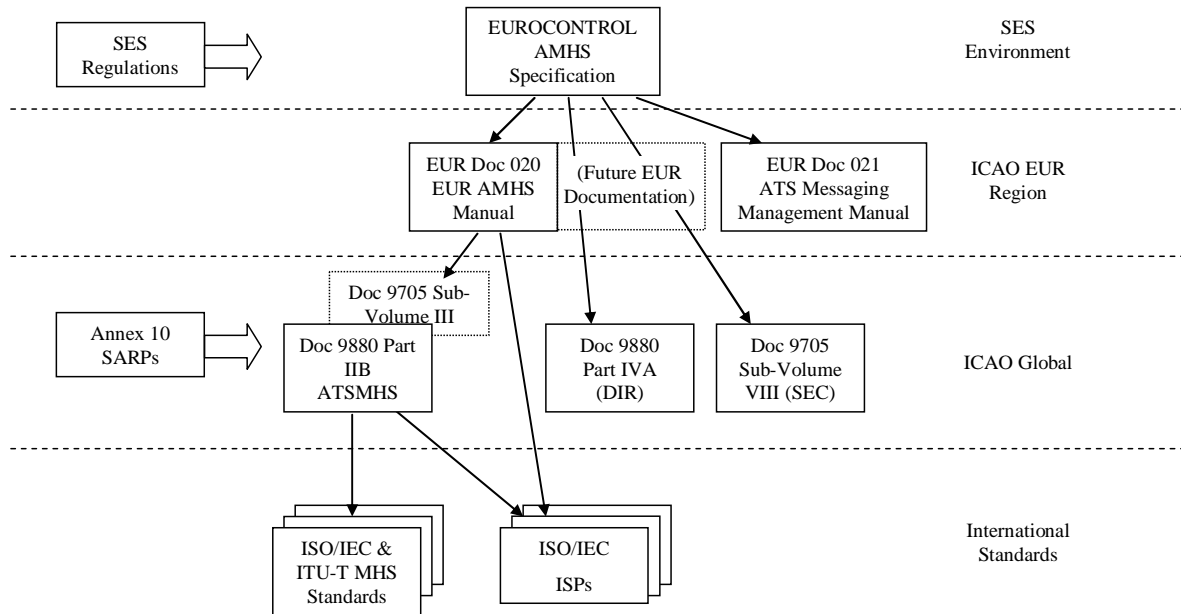 SES
Regulations
EUROCONTROL
AMHS
Specification
SES
Environment
EUR Doc 020
EUR AMHS
Manual
(Future EUR
Documentation)
EUR Doc 021
ATS Messaging
Management Manual
ICAO EUR
Region
Annex 10
SARPs
Doc 9705 Sub-
Volume III
Doc 9880 Part
IIB
ATSMHS
Doc 9880
Part IVA
(DIR)
Doc 9705
Sub-Volume
VIII (SEC)
ICAO Global
ISO/IEC &
ITU-T MHS
Standards
ISO/IEC
ISPs
International
Standards